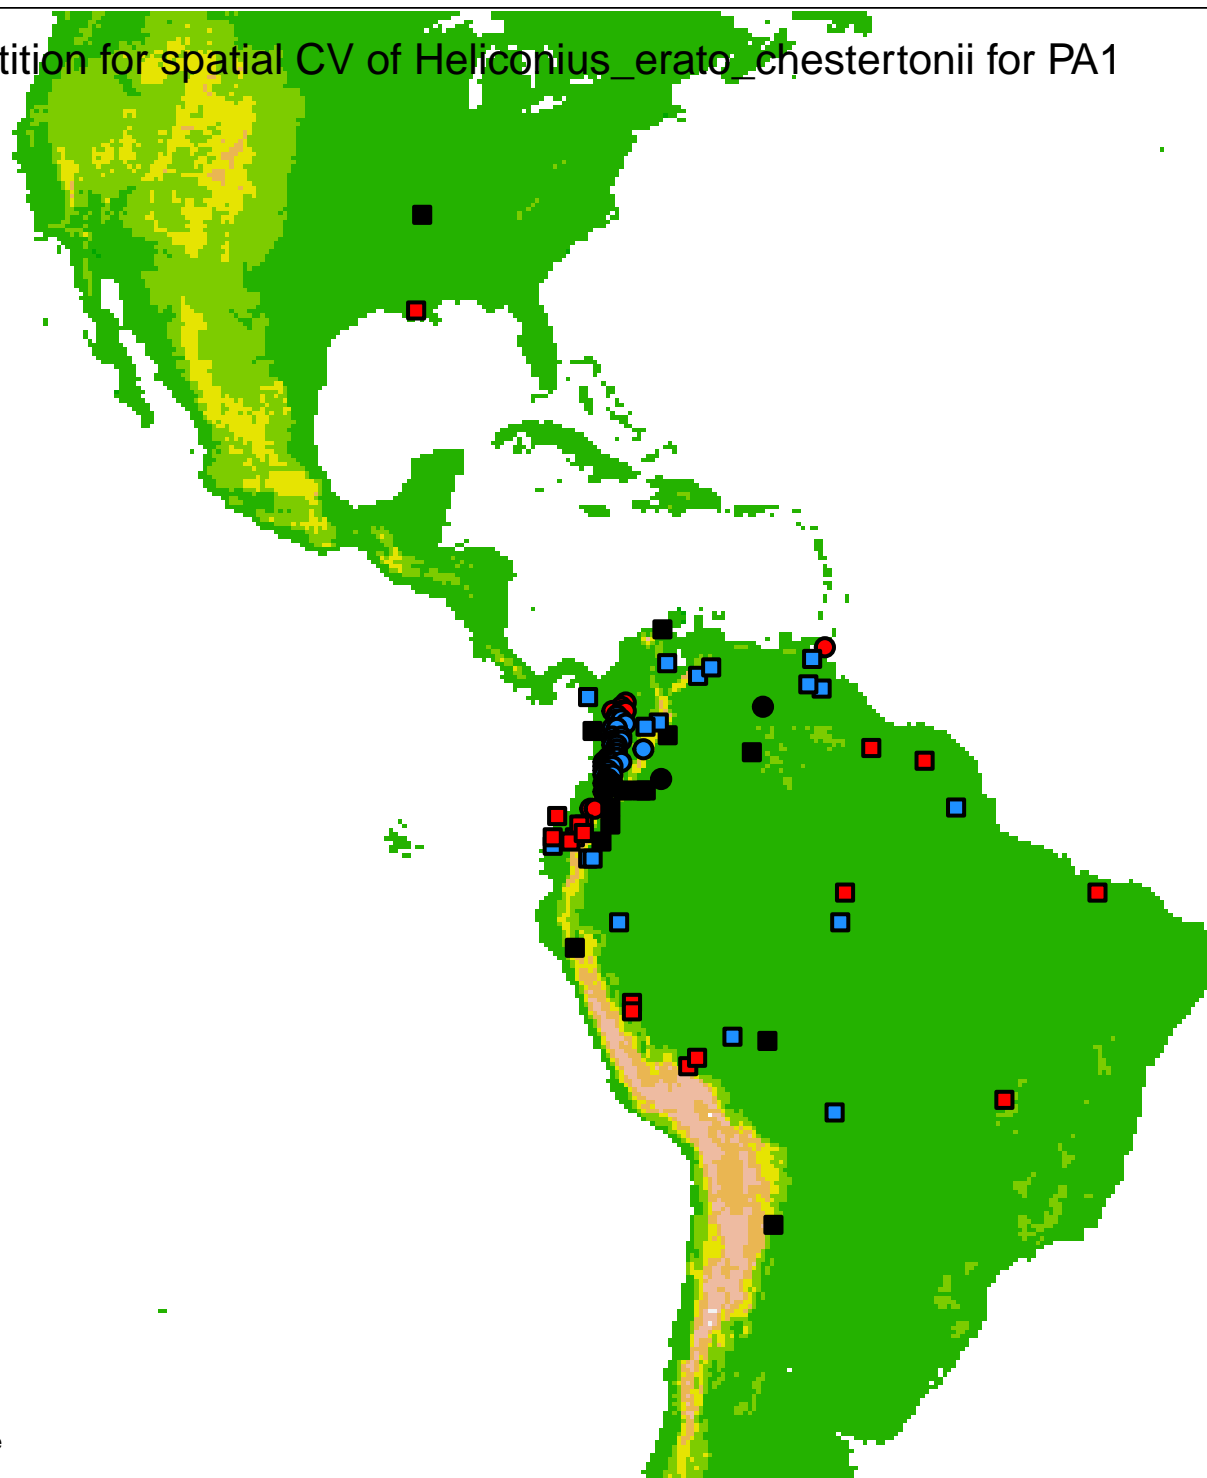 tition for spatial CV of Heliconius_erato_chestertonii for PA1